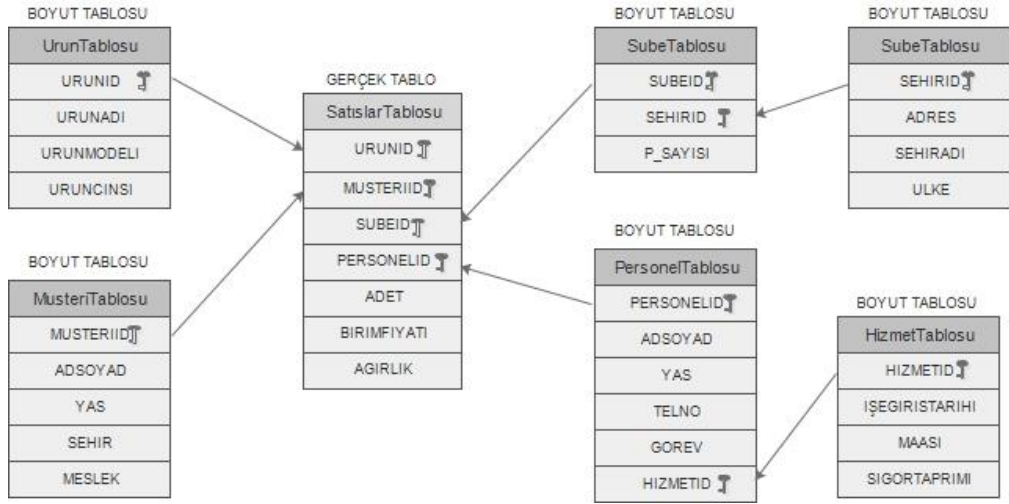 BOYUT TABLOSU
UrunTablosu
URUNID
URUNADI
URUNMODELI
URUNCINSI
BOYUT TABLOSU
MusteriTablosu
MUSTERIID
ADSOYAD
YAS
SEHIR
MESLEK
GERÇEK TABLO
SatıslarTablosu
URUNID
MUSTERIID
SUBEID
PERSONELID
ADET
BIRIMFIYATI
AGIRLIK
BOYUT TABLOSU
SubeTablosu
SUBEID
SEHIRID
P_SAYISI
BOYUT TABLOSU
SubeTablosu
SEHIRID
ADRES
SEHIRADI
ULKE
BOYUT TABLOSU
PersonelTablosu
PERSONELID
ADSOYAD
YAS
TELNO
GOREV
HIZMETID
BOYUT TABLOSU
HizmetTablosu
HIZMETID
IŞEGIRISTARIHI
MAASI
SIGORTAPRIMI